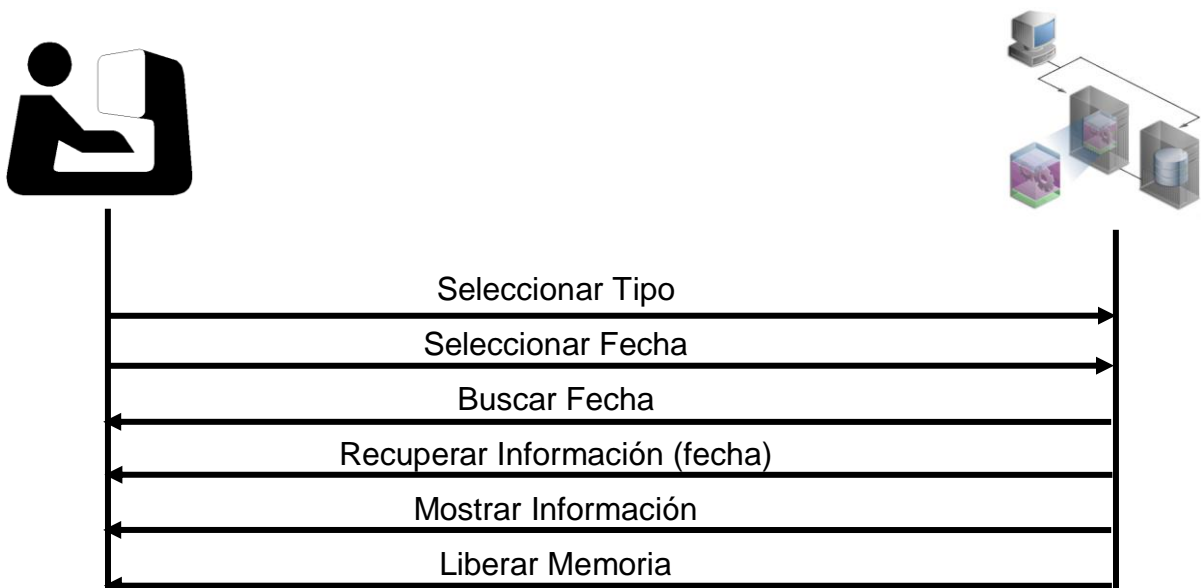 Seleccionar Tipo
Seleccionar Fecha
Buscar Fecha
Recuperar Información (fecha)
Mostrar Información
Liberar Memoria